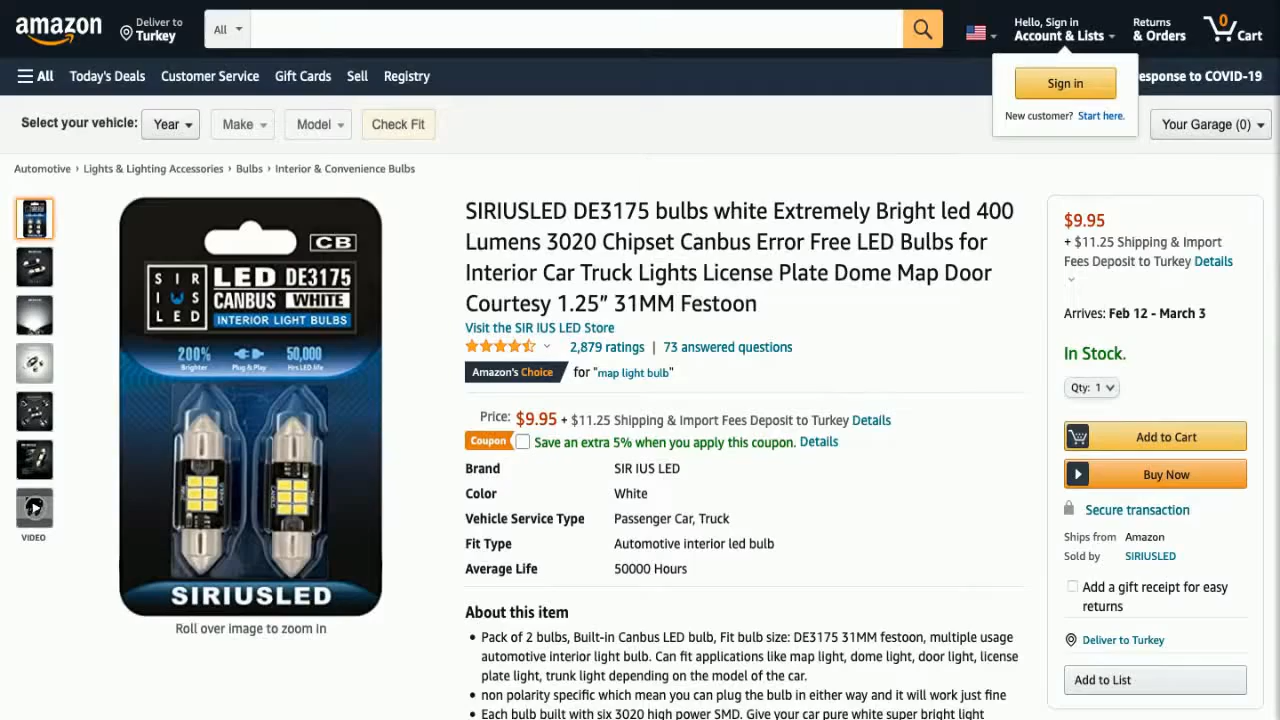 amazon
Deliver to
Turkey
All
Hello, Sign in
Account & Lists
Returns
& Orders
0
Cart
All
Today's Deals
Customer Service
Gift Cards
Sell
Registry
esponse to COVID-19
Sign in
New customer? Start here.
Select your vehicle:
Year
Make
Model
Check Fit
Your Garage (0)
Automotive › Lights & Lighting Accessories › Bulbs › Interior & Convenience Bulbs
CB
SIR
IUS
LED
LED DE3175
CANBUS WHITE
INTERIOR LIGHT BULBS
200%
Brighter
Plug & Play
50,000
Hrs LED life
SIRIUSLED
VIDEO
Roll over image to zoom in
SIRIUSLED DE3175 bulbs white Extremely Bright led 400
Lumens 3020 Chipset Canbus Error Free LED Bulbs for
Interior Car Truck Lights License Plate Dome Map Door
Courtesy 1.25″ 31MM Festoon
Visit the SIR IUS LED Store
2,879 ratings | 73 answered questions
Amazon's Choice for "map light bulb"
Price: $9.95 + $11.25 Shipping & Import Fees Deposit to Turkey Details
Coupon Save an extra 5% when you apply this coupon. Details
Brand SIR IUS LED
Color White
Vehicle Service Type Passenger Car, Truck
Fit Type Automotive interior led bulb
Average Life 50000 Hours
About this item
• Pack of 2 bulbs, Built-in Canbus LED bulb, Fit bulb size: DE3175 31MM festoon, multiple usage
automotive interior light bulb. Can fit applications like map light, dome light, door light, license
plate light, trunk light depending on the model of the car.
• non polarity specific which mean you can plug the bulb in either way and it will work just fine
• Each bulb built with six 3020 high power SMD. Give your car pure white super bright light
$9.95
+ $11.25 Shipping & Import
Fees Deposit to Turkey Details
Arrives: Feb 12 - March 3
In Stock.
Qty: 1
Add to Cart
Buy Now
Secure transaction
Ships from Amazon
Sold by SIRIUSLED
Add a gift receipt for easy
returns
Deliver to Turkey
Add to List